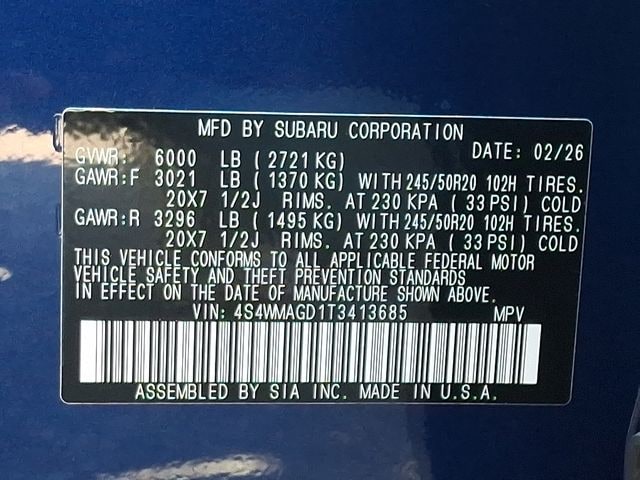 MFD BY SUBARU CORPORATION
DATE: 02/26
GVWR: 6000 LB (2721 KG)
GAWR:F 3021 LB ( 1370 KG) WITH 245/50R20 102H TIRES.
20X7 1/2J RIMS. AT 230 KPA ( 33 PSI) COLD
GAWR:R 3296 LB ( 1495 KG) WITH 245/50R20 102H TIRES.
20X7 1/2J RIMS. AT 230 KPA ( 33 PSI) COLD
THIS VEHICLE CONFORMS TO ALL APPLICABLE FEDERAL MOTOR
VEHICLE SAFETY AND THEFT PREVENTION STANDARDS
IN EFFECT ON THE DATE OF MANUFACTURE SHOWN ABOVE.
VIN: 4S4WMAGD1T3413685 MPV
ASSEMBLED BY SIA INC. MADE IN U.S.A.